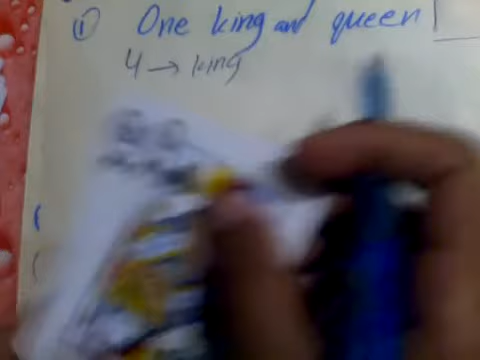 ① One king and queen
4 → king